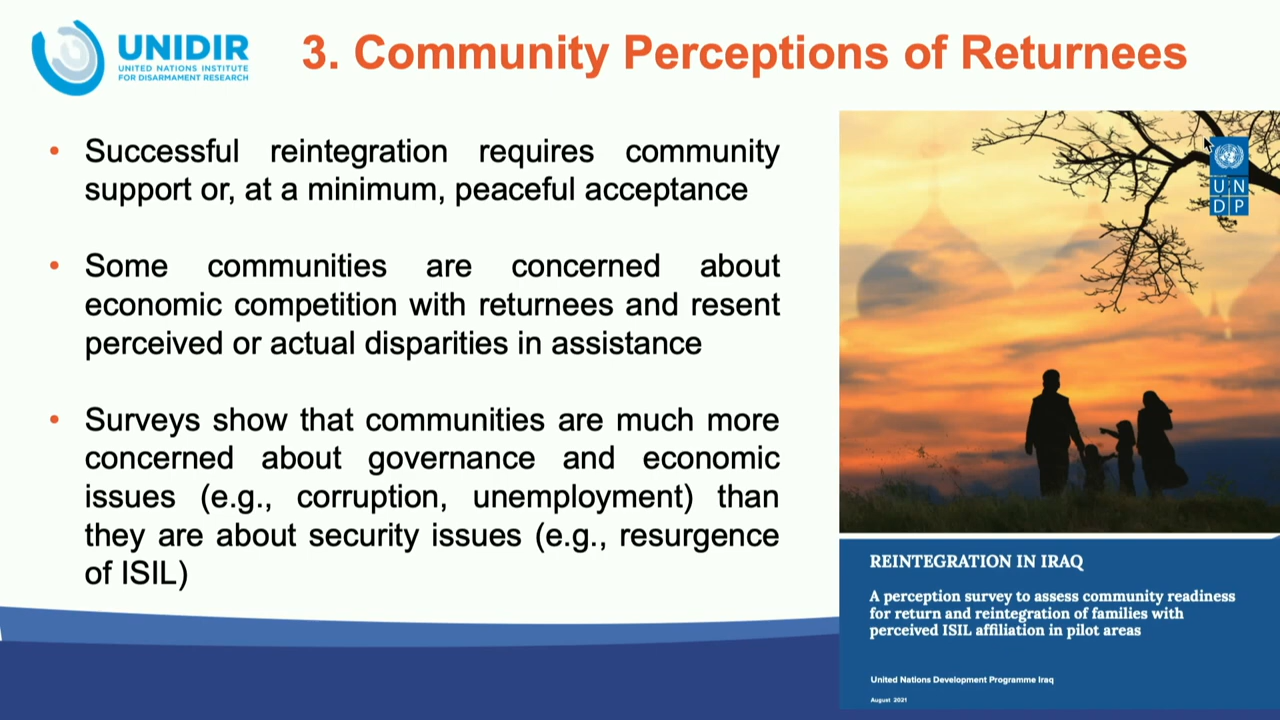 UNIDIR
UNITED NATIONS INSTITUTE
FOR DISARMAMENT RESEARCH
3. Community Perceptions of Returnees
• Successful reintegration requires community
support or, at a minimum, peaceful acceptance
• Some communities are concerned about
economic competition with returnees and resent
perceived or actual disparities in assistance
• Surveys show that communities are much more
concerned about governance and economic
issues (e.g., corruption, unemployment) than
they are about security issues (e.g., resurgence
of ISIL)
U N
D P
REINTEGRATION IN IRAQ
A perception survey to assess community readiness
for return and reintegration of families with
perceived ISIL affiliation in pilot areas
United Nations Development Programme Iraq
August 2021